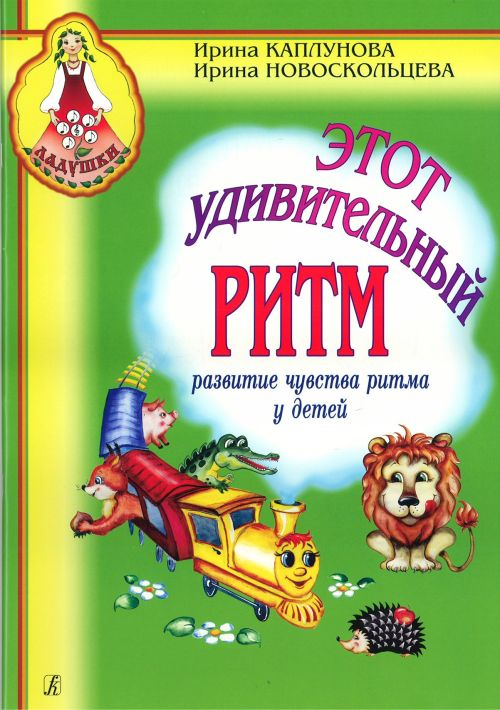 Ирина КАПЛУНОВА
Ирина НОВОСКОЛЬЦЕВА
ЛАДУШКИ
ЭТОТ
УДИВИТЕЛЬНЫЙ
РИТМ
развитие чувства ритма
у детей